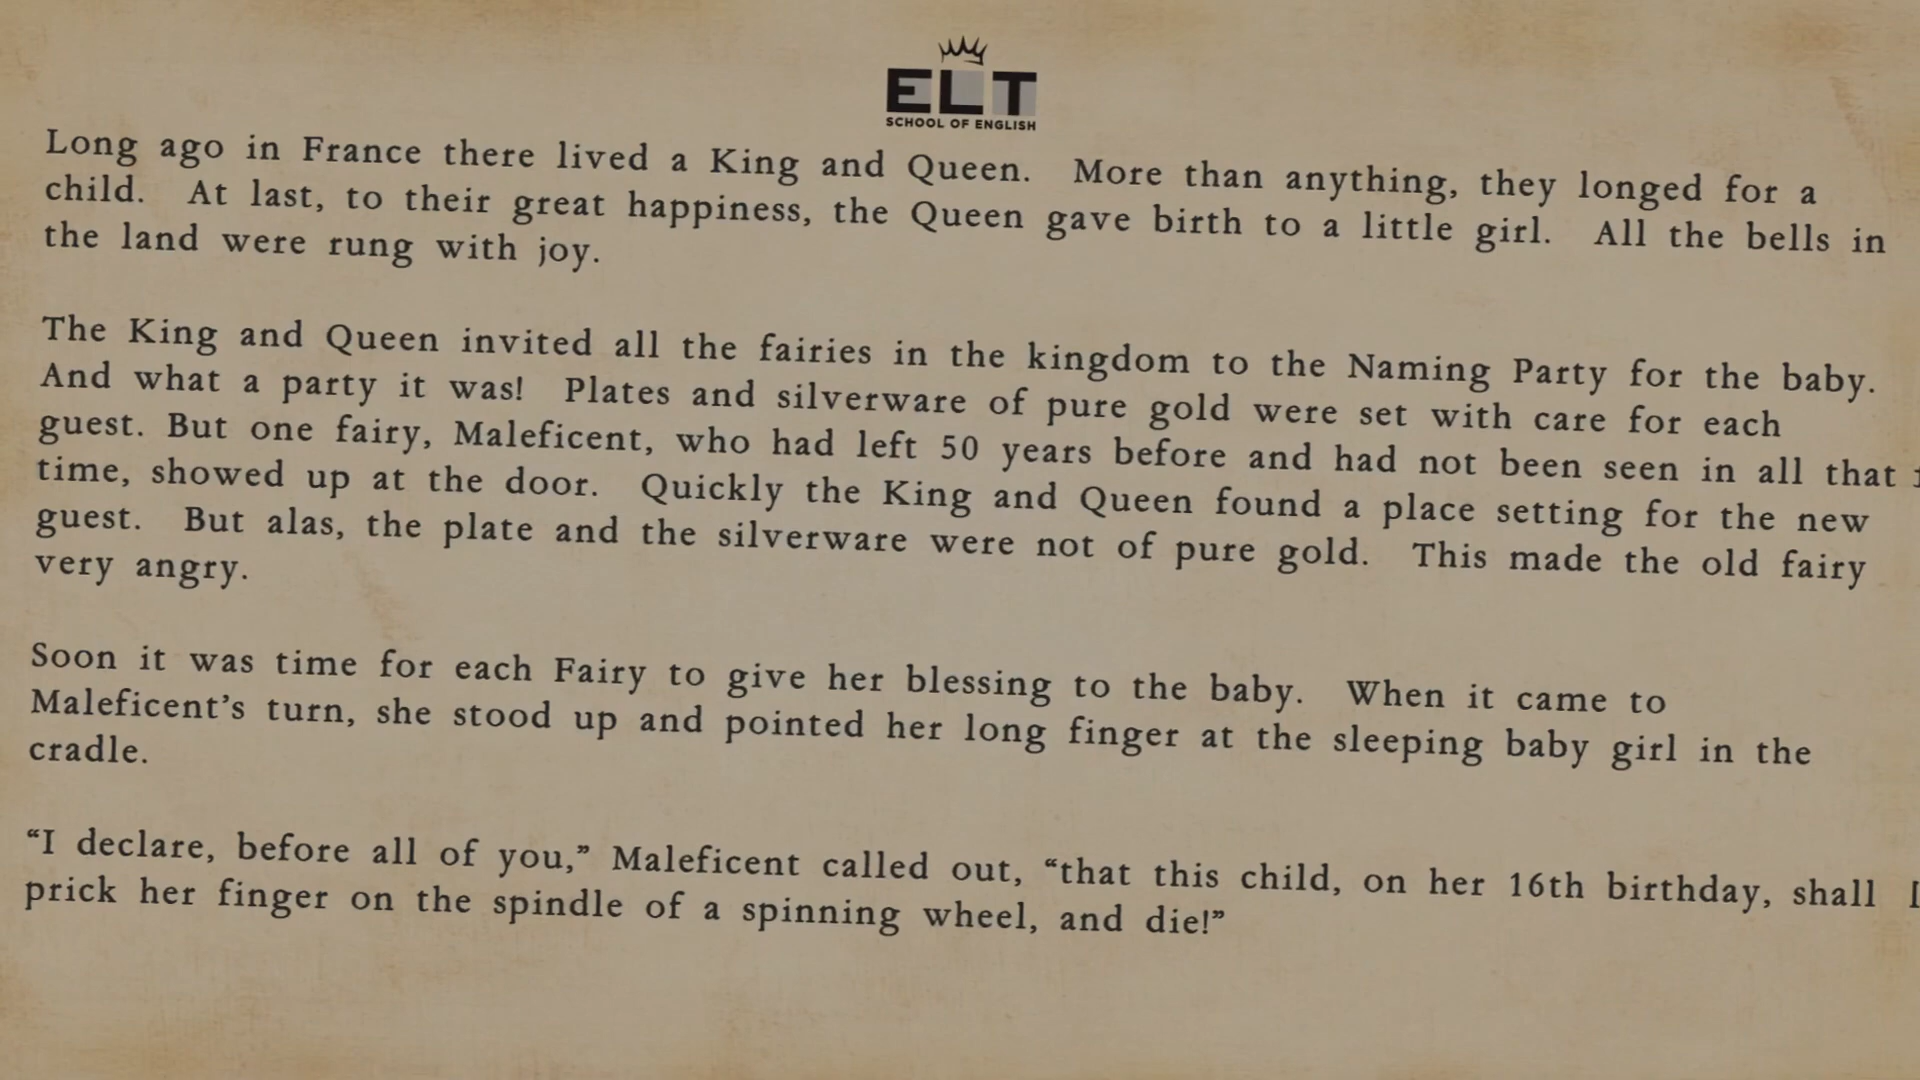 ELT
SCHOOL OF ENGLISH
Long ago in France there lived a King and Queen. More than anything, they longed for a
child. At last, to their great happiness, the Queen gave birth to a little girl. All the bells in
the land were rung with joy.
The King and Queen invited all the fairies in the kingdom to the Naming Party for the baby.
And what a party it was! Plates and silverware of pure gold were set with care for each
guest. But one fairy, Maleficent, who had left 50 years before and had not been seen in all that
time, showed up at the door. Quickly the King and Queen found a place setting for the new
guest. But alas, the plate and the silverware were not of pure gold. This made the old fairy
very angry.
Soon it was time for each Fairy to give her blessing to the baby. When it came to
Maleficent’s turn, she stood up and pointed her long finger at the sleeping baby girl in the
cradle.
“I declare, before all of you,” Maleficent called out, “that this child, on her 16th birthday, shall
prick her finger on the spindle of a spinning wheel, and die!”